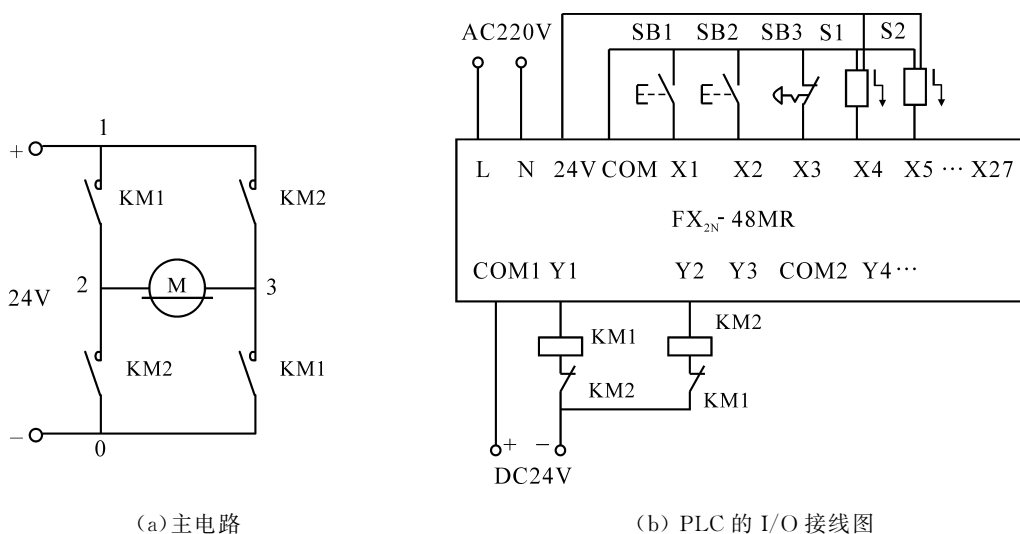 1
+
KM1
KM2
24V
2
M
3
KM2
KM1
−
0
(a)主电路
AC220V
SB1
SB2
SB3
S1
S2
L N 24V COM X1 X2 X3 X4 X5 ··· X27
FX2N- 48MR
COM1 Y1 Y2 Y3 COM2 Y4···
KM1
KM2
KM2
KM1
+ −
DC24V
(b) PLC 的 I/O 接线图